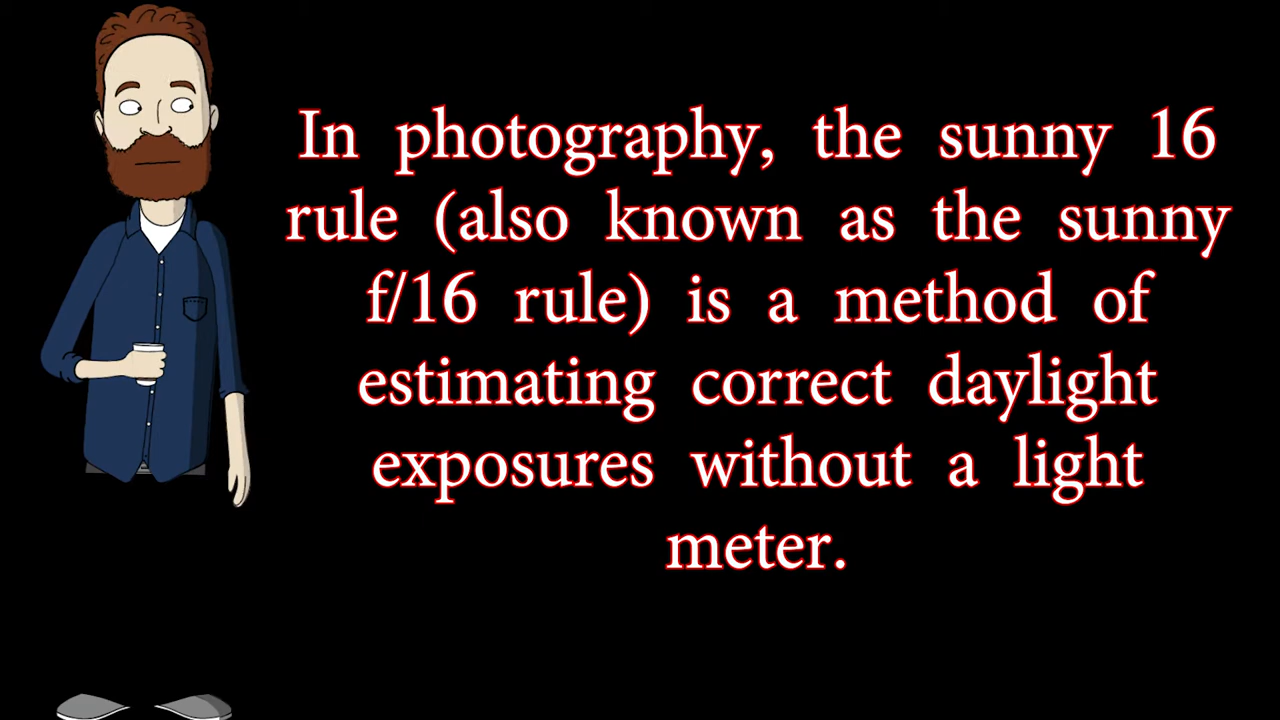 In photography, the sunny 16
rule (also known as the sunny
f/16 rule) is a method of
estimating correct daylight
exposures without a light
meter.